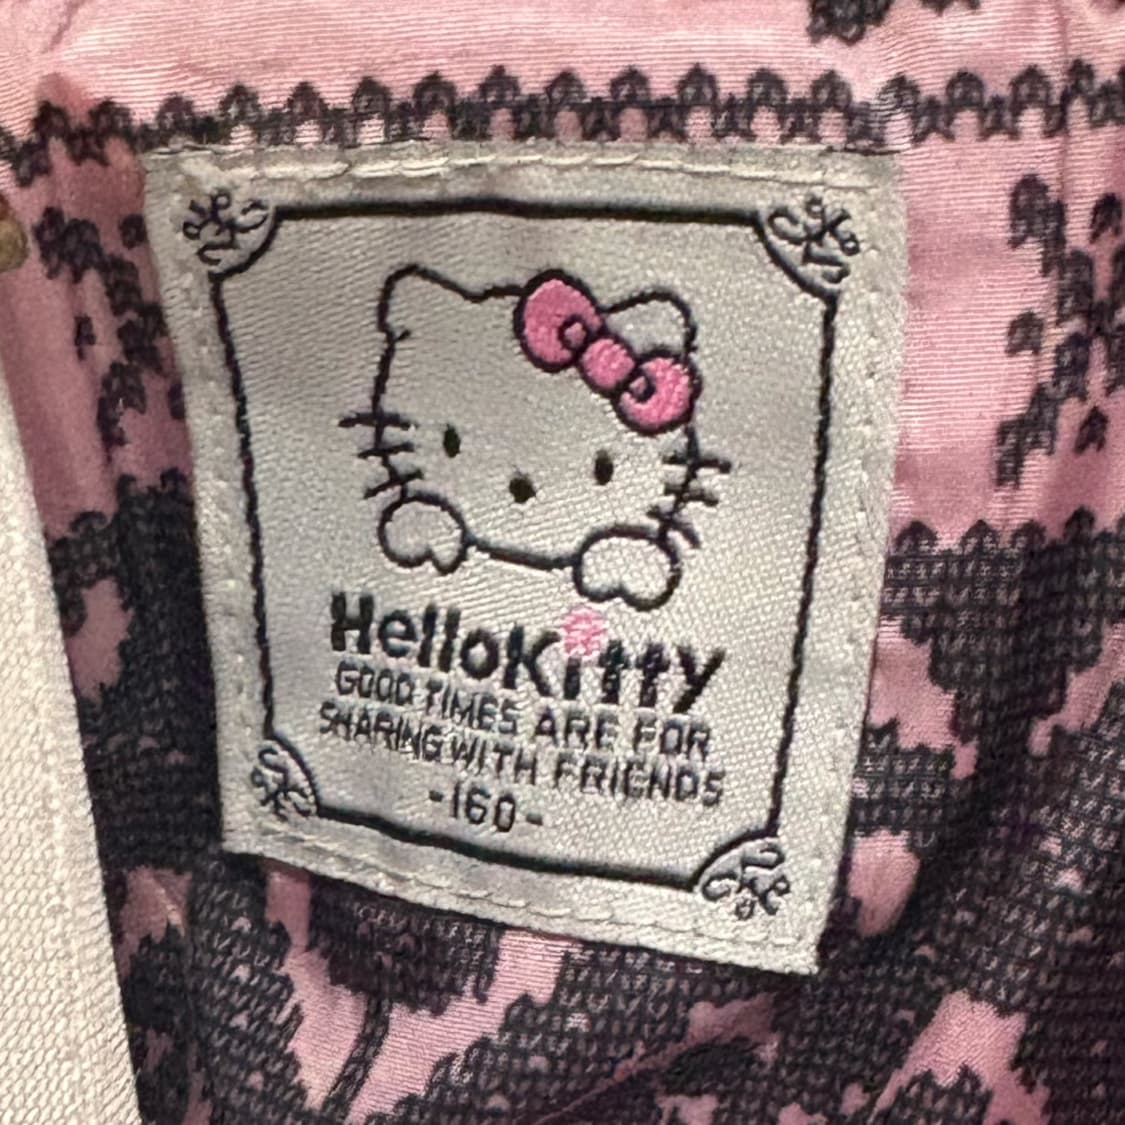 HelloKitty
GOOD TIMES ARE FOR
SHARING WITH FRIENDS
-160-